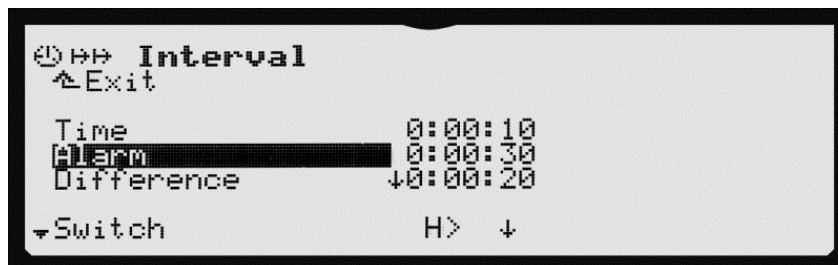 Interval
Exit
Time 0:00:10
Alarm 0:00:30
Difference ↓0:00:20
Switch H> ↓